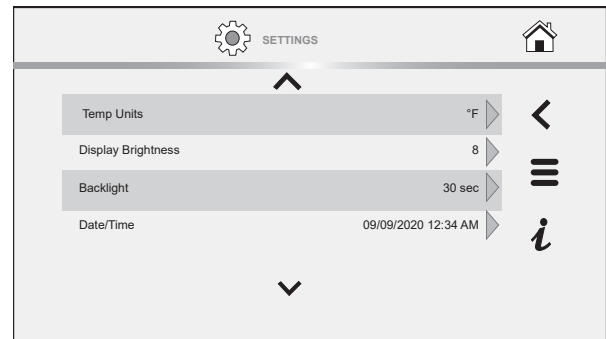 SETTINGS
Temp Units °F
Display Brightness 8
Backlight 30 sec
Date/Time 09/09/2020 12:34 AM
i